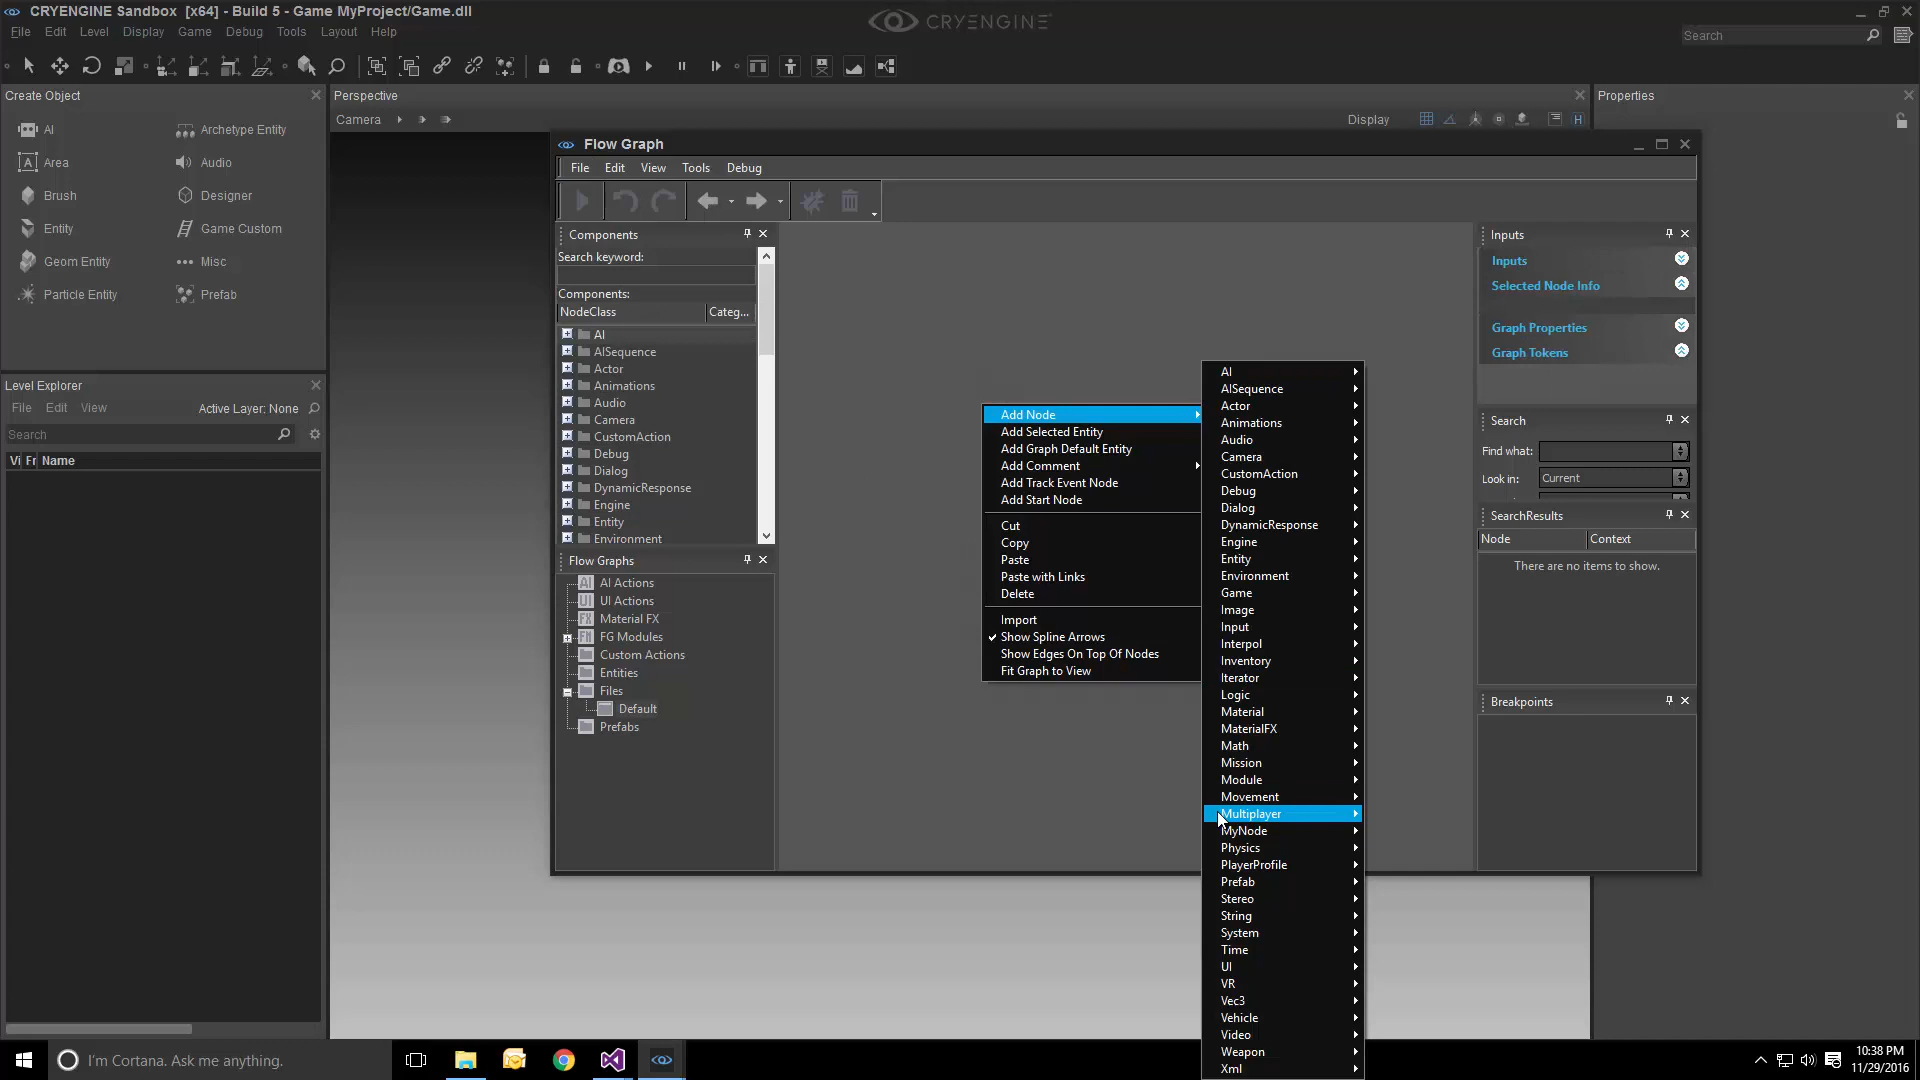 CRYENGINE Sandbox [x64] - Build 5 - Game MyProject/Game.dll
CRYENGINE
File Edit Level Display Game Debug Tools Layout Help
Search
Create Object
AI Archetype Entity
Area Audio
Brush Designer
Entity Game Custom
Geom Entity Misc
Particle Entity Prefab
Level Explorer
File Edit View Active Layer: None
Search
Vi Fr Name
Perspective
Camera
Display
H
Properties
Flow Graph
File Edit View Tools Debug
Components
Search keyword:
Components:
NodeClass Categ...
AI
AISequence
Actor
Animations
Audio
Camera
CustomAction
Debug
Dialog
DynamicResponse
Engine
Entity
Environment
Flow Graphs
AI AI Actions
UI UI Actions
FX Material FX
FM FG Modules
Custom Actions
Entities
Files
Default
Prefabs
Add Node
Add Selected Entity
Add Graph Default Entity
Add Comment
Add Track Event Node
Add Start Node
Cut
Copy
Paste
Paste with Links
Delete
Import
Show Spline Arrows
Show Edges On Top Of Nodes
Fit Graph to View
AI
AISequence
Actor
Animations
Audio
Camera
CustomAction
Debug
Dialog
DynamicResponse
Engine
Entity
Environment
Game
Image
Input
Interpol
Inventory
Iterator
Logic
Material
MaterialFX
Math
Mission
Module
Movement
Multiplayer
MyNode
Physics
PlayerProfile
Prefab
Stereo
String
System
Time
UI
VR
Vec3
Vehicle
Video
Weapon
Xml
Inputs
Inputs
Selected Node Info
Graph Properties
Graph Tokens
Search
Find what:
Look in: Current
SearchResults
Node Context
There are no items to show.
Breakpoints
I'm Cortana. Ask me anything.
10:38 PM
11/29/2016